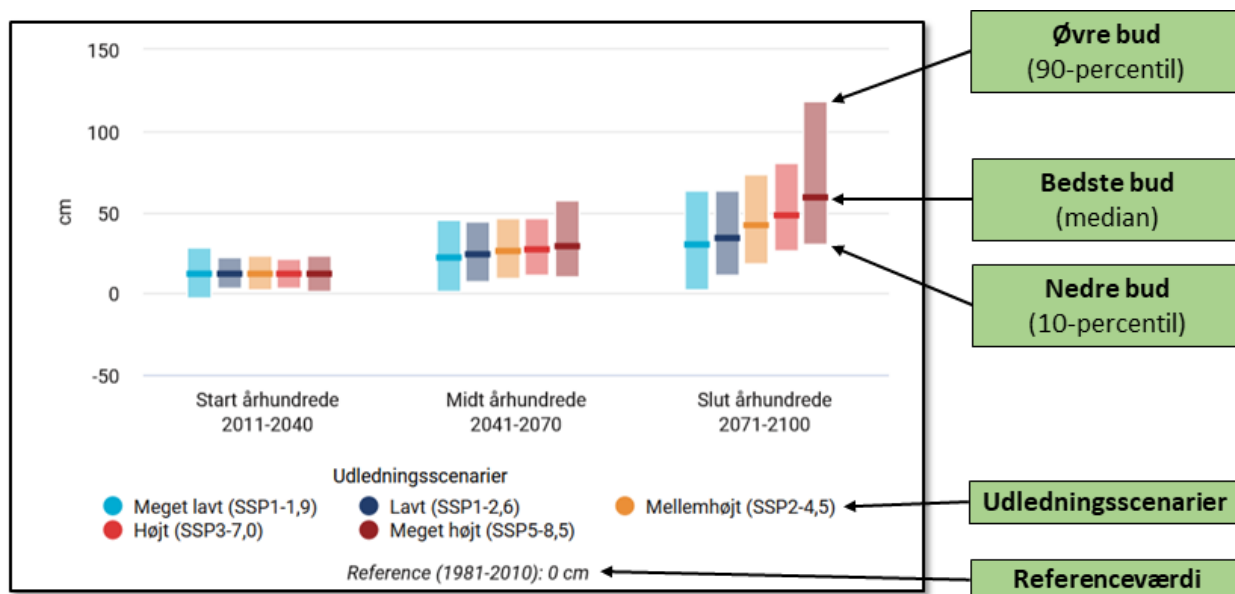 150
100
50
0
-50
cm
Start århundrede
2011-2040
Midt århundrede
2041-2070
Slut århundrede
2071-2100
Udledningsscenarier
Meget lavt (SSP1-1,9)
Lavt (SSP1-2,6)
Mellemhøjt (SSP2-4,5)
Højt (SSP3-7,0)
Meget højt (SSP5-8,5)
Reference (1981-2010): 0 cm
Øvre bud
(90-percentil)
Bedste bud
(median)
Nedre bud
(10-percentil)
Udledningsscenarier
Referenceværdi